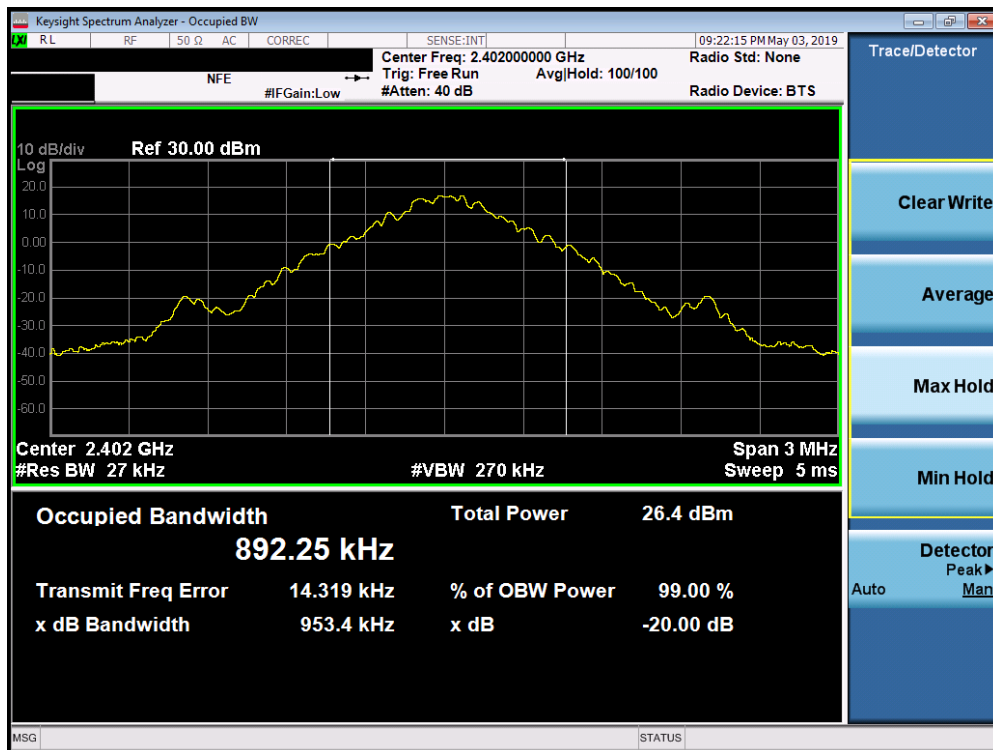 Keysight Spectrum Analyzer - Occupied BW
LXI RL RF 50 Ω AC CORREC SENSE:INT 09:22:15 PM May 03, 2019
Center Freq: 2.402000000 GHz Radio Std: None
NFE Trig: Free Run Avg|Hold: 100/100
#IFGain:Low #Atten: 40 dB Radio Device: BTS
10 dB/div Ref 30.00 dBm
Log
20.0
10.0
0.00
-10.0
-20.0
-30.0
-40.0
-50.0
-60.0
Center 2.402 GHz Span 3 MHz
#Res BW 27 kHz #VBW 270 kHz Sweep 5 ms
Occupied Bandwidth Total Power 26.4 dBm
892.25 kHz
Transmit Freq Error 14.319 kHz % of OBW Power 99.00 %
x dB Bandwidth 953.4 kHz x dB -20.00 dB
MSG STATUS
Trace/Detector
Clear Write
Average
Max Hold
Min Hold
Detector
Peak▶
Auto Man